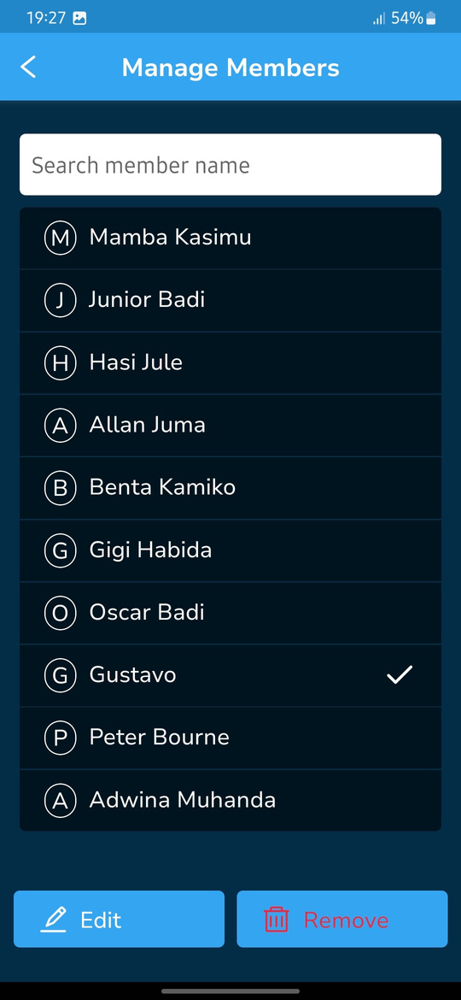 19:27 54%
Manage Members
Search member name
M Mamba Kasimu
J Junior Badi
H Hasi Jule
A Allan Juma
B Benta Kamiko
G Gigi Habida
O Oscar Badi
G Gustavo
P Peter Bourne
A Adwina Muhanda
Edit Remove